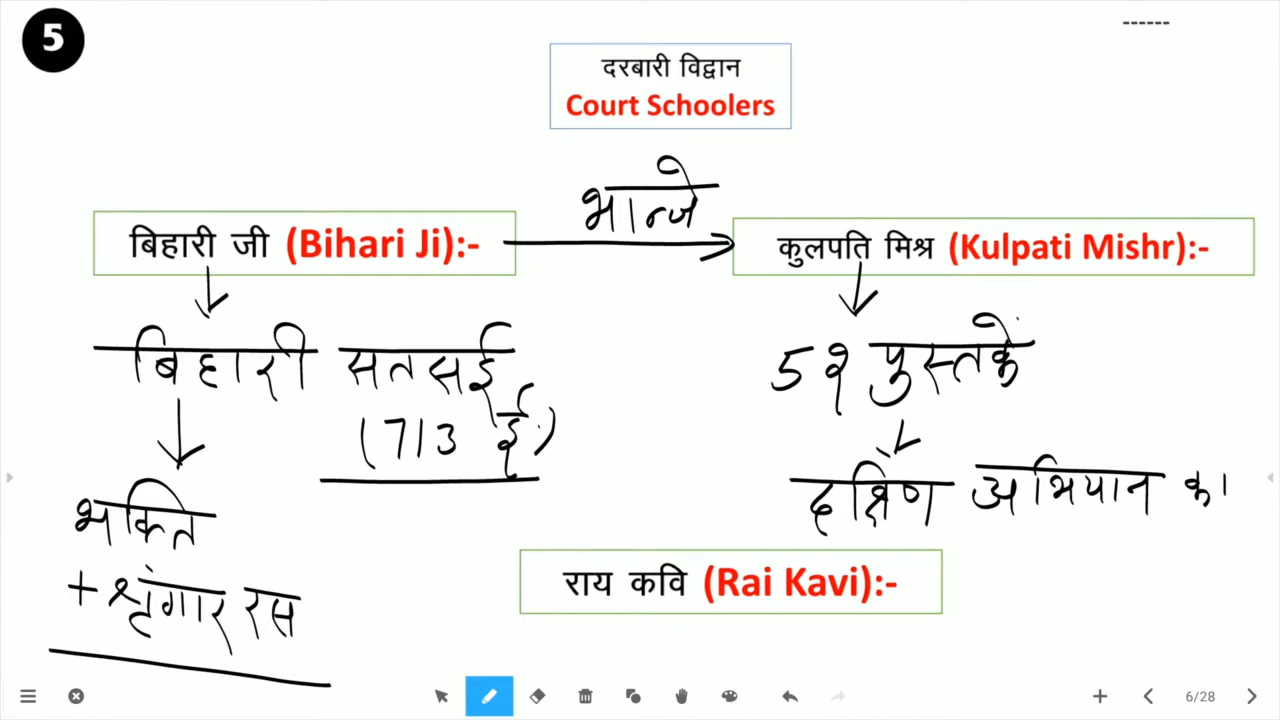 5
------
दरबारी विद्वान
Court Schoolers
भान्जे
बिहारी जी (Bihari Ji):-
कुलपति मिश्र (Kulpati Mishr):-
बिहारी सतसई
(713 ई.)
52 पुस्तकें
भक्ति
+ श्रृंगार रस
दक्षिण अभियान का
राय कवि (Rai Kavi):-
6/28